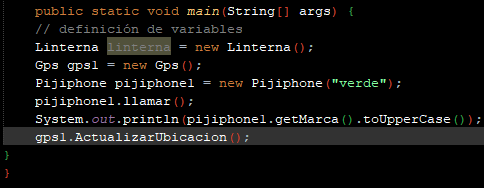 public static void main(String[] args) {
// definición de variables
Linterna linterna = new Linterna();
Gps gps1 = new Gps();
Pijiphone pijiphone1 = new Pijiphone("verde");
pijiphone1.llamar();
System.out.println(pijiphone1.getMarca().toUpperCase());
gps1.ActualizarUbicacion();
}
}